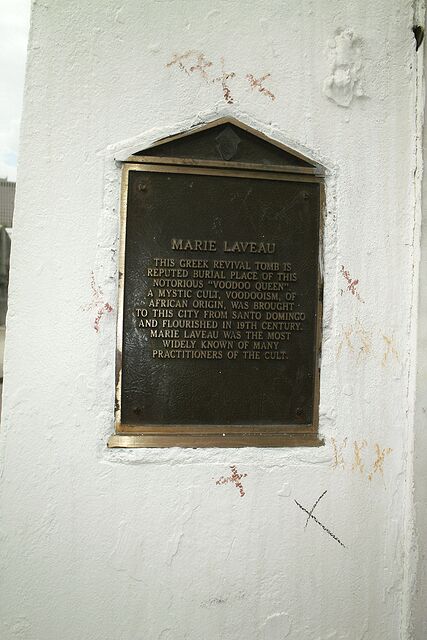 MARIE LAVEAU
THIS GREEK REVIVAL TOMB IS
REPUTED BURIAL PLACE OF THIS
NOTORIOUS "VOODOO QUEEN".
A MYSTIC CULT, VOODOOISM, OF
AFRICAN ORIGIN, WAS BROUGHT
TO THIS CITY FROM SANTO DOMINGO
AND FLOURISHED IN 19TH CENTURY.
MARIE LAVEAU WAS THE MOST
WIDELY KNOWN OF MANY
PRACTITIONERS OF THE CULT.